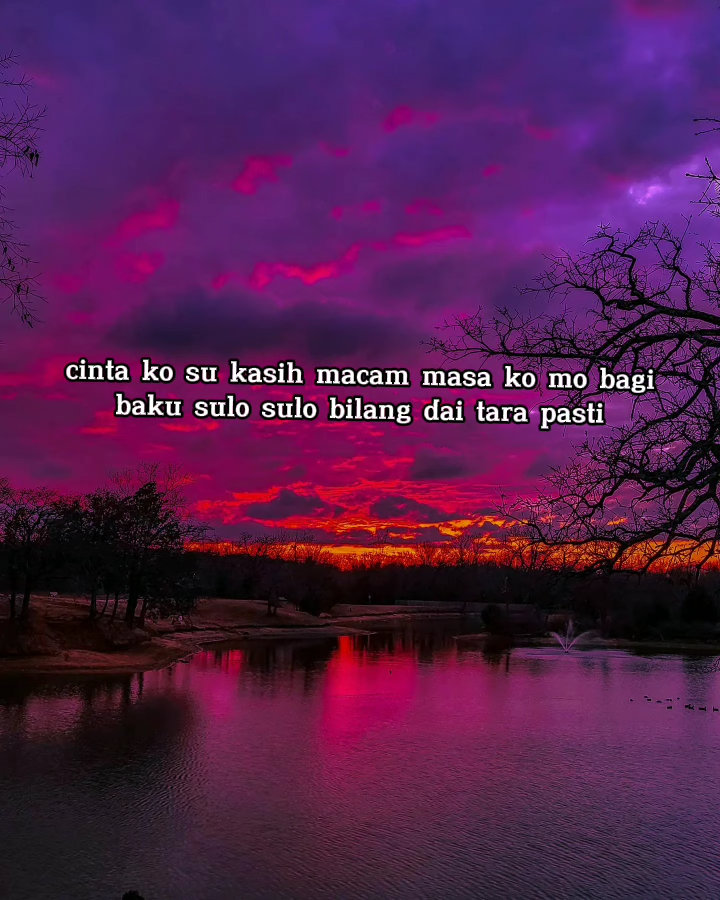 cinta ko su kasih macam masa ko mo bagi
baku sulo sulo bilang dai tara pasti